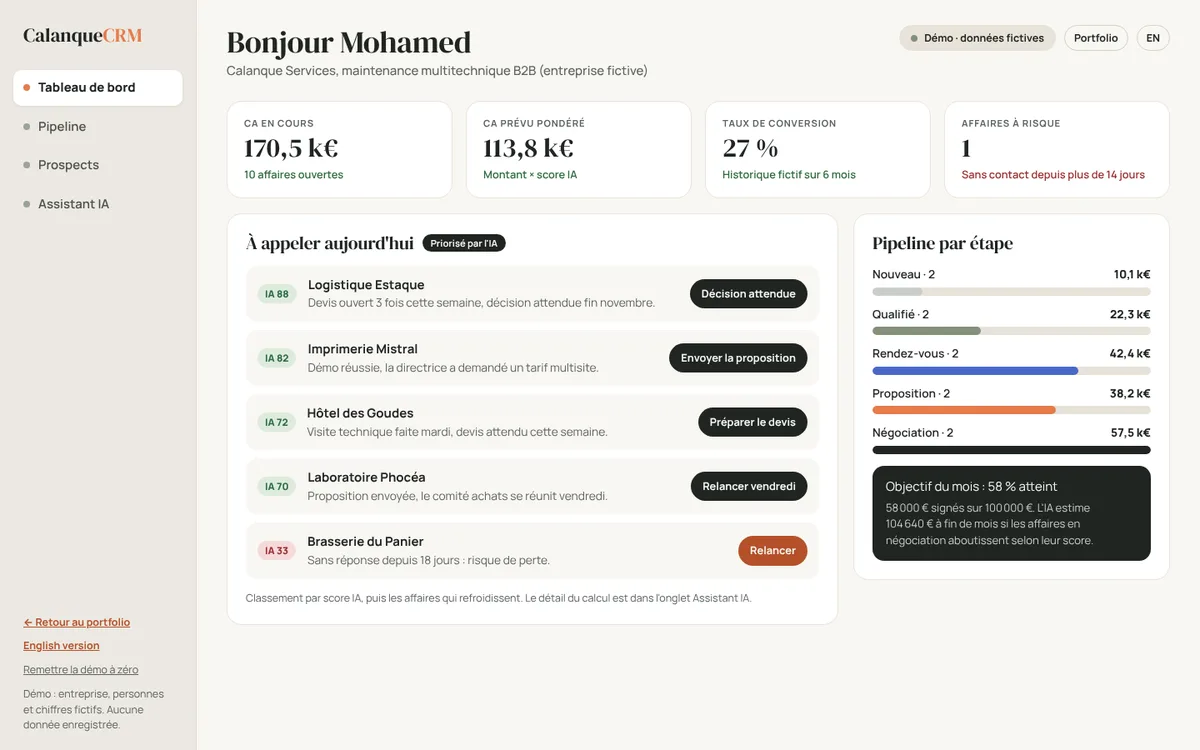 CalanqueCRM
Tableau de bord
Pipeline
Prospects
Assistant IA
← Retour au portfolio
English version
Remettre la démo à zéro
Démo : entreprise, personnes
et chiffres fictifs. Aucune
donnée enregistrée.
Bonjour Mohamed
Calanque Services, maintenance multitechnique B2B (entreprise fictive)
Démo · données fictives
Portfolio
EN
CA EN COURS
170,5 k€
10 affaires ouvertes
CA PRÉVU PONDÉRÉ
113,8 k€
Montant × score IA
TAUX DE CONVERSION
27 %
Historique fictif sur 6 mois
AFFAIRES À RISQUE
1
Sans contact depuis plus de 14 jours
À appeler aujourd'hui
Priorisé par l'IA
IA 88
Logistique Estaque
Devis ouvert 3 fois cette semaine, décision attendue fin novembre.
Décision attendue
IA 82
Imprimerie Mistral
Démo réussie, la directrice a demandé un tarif multisite.
Envoyer la proposition
IA 72
Hôtel des Goudes
Visite technique faite mardi, devis attendu cette semaine.
Préparer le devis
IA 70
Laboratoire Phocéa
Proposition envoyée, le comité achats se réunit vendredi.
Relancer vendredi
IA 33
Brasserie du Panier
Sans réponse depuis 18 jours : risque de perte.
Relancer
Classement par score IA, puis les affaires qui refroidissent. Le détail du calcul est dans l'onglet Assistant IA.
Pipeline par étape
Nouveau · 2 10,1 k€
Qualifié · 2 22,3 k€
Rendez-vous · 2 42,4 k€
Proposition · 2 38,2 k€
Négociation · 2 57,5 k€
Objectif du mois : 58 % atteint
58 000 € signés sur 100 000 €. L'IA estime
104 640 € à fin de mois si les affaires en
négociation aboutissent selon leur score.